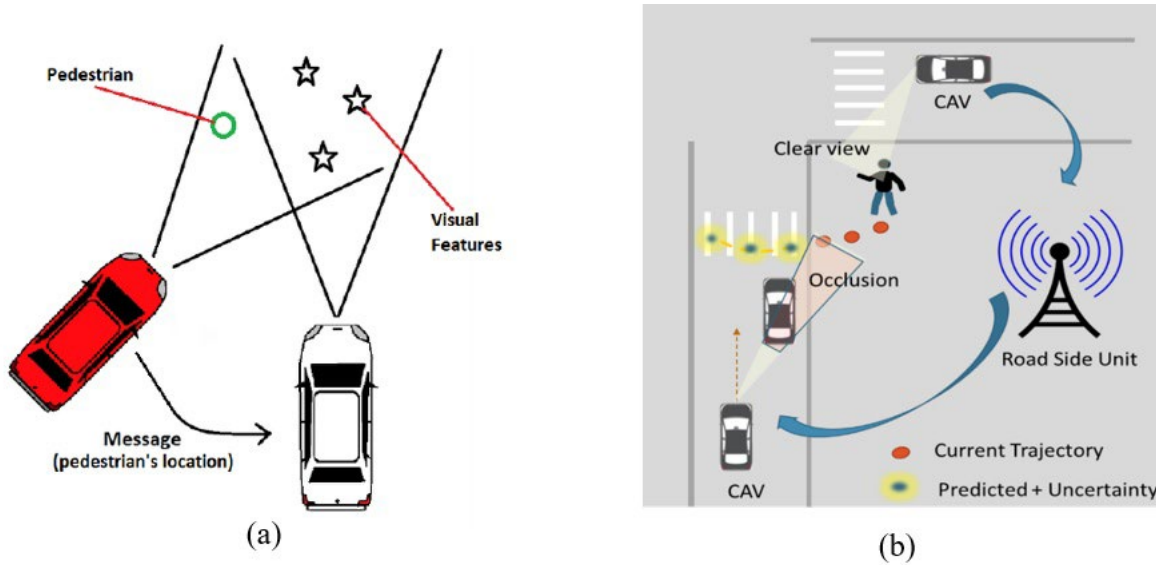 Pedestrian
Visual
Features
Message
(pedestrian's location)
(a)
CAV
Clear view
Occlusion
Road Side Unit
CAV
Current Trajectory
Predicted + Uncertainty
(b)